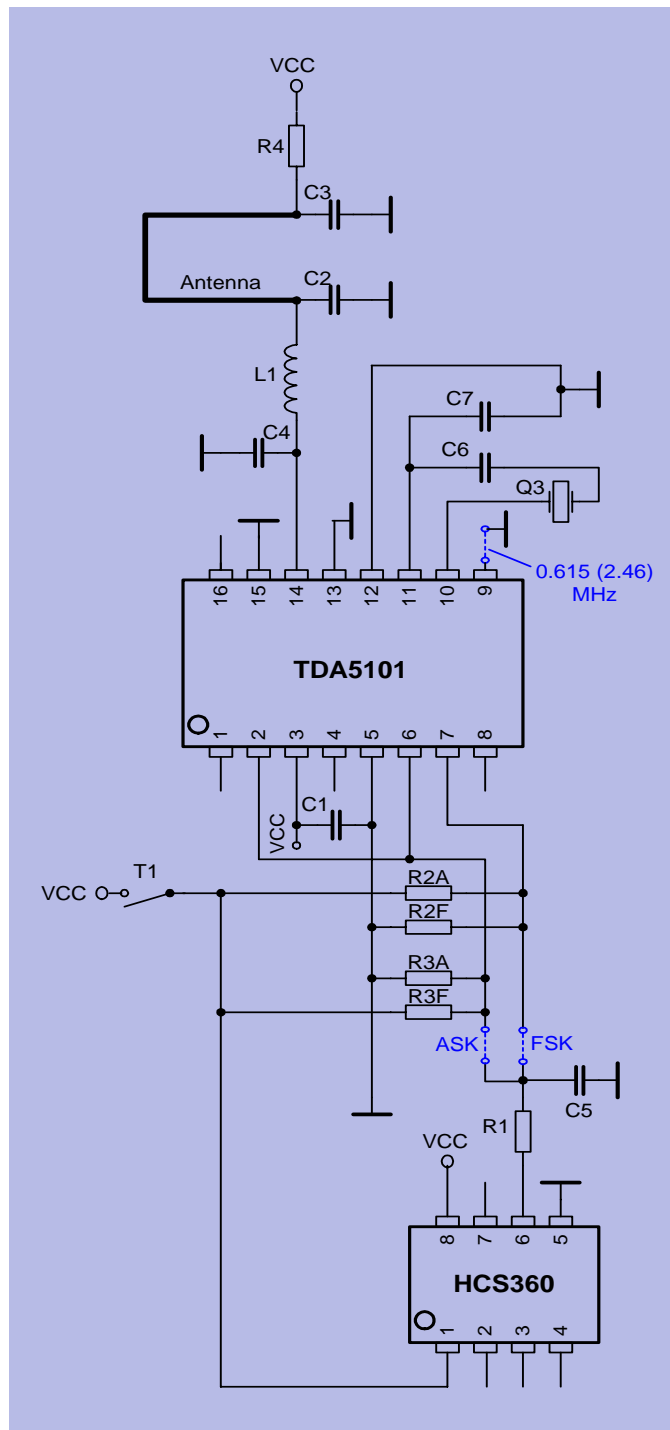 VCC
R4
C3
Antenna
C2
L1
C7
C4
C6
Q3
0.615 (2.46)
MHz
16 15 14 13 12 11 10 9
TDA5101
1 2 3 4 5 6 7 8
C1
VCC
T1
VCC
R2A
R2F
R3A
R3F
ASK FSK
C5
R1
VCC
8 7 6 5
HCS360
1 2 3 4